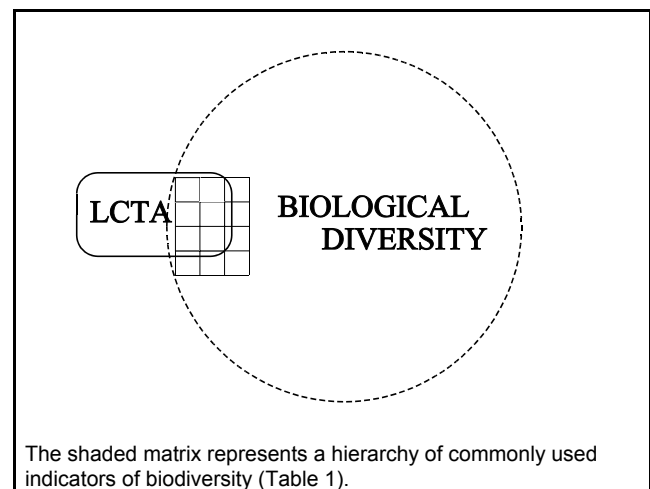 LCTA
BIOLOGICAL
DIVERSITY
The shaded matrix represents a hierarchy of commonly used
indicators of biodiversity (Table 1).